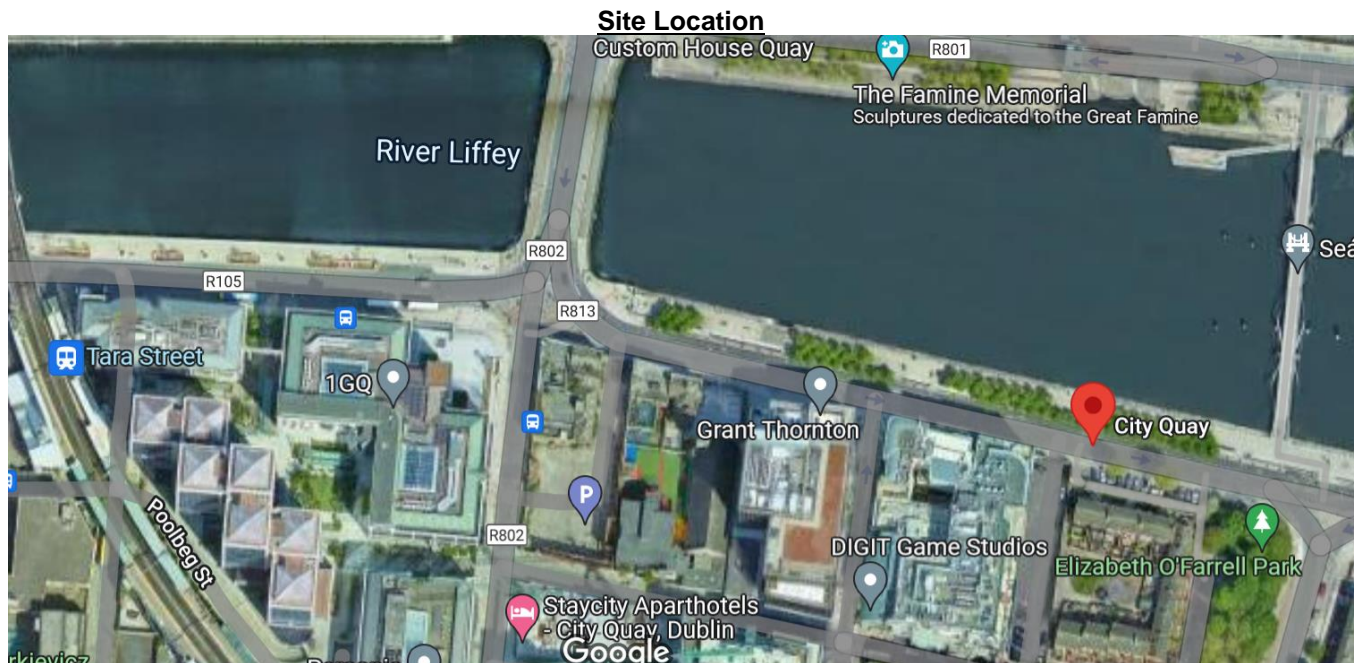 Site Location
Custom House Quay
R801
The Famine Memorial
Sculptures dedicated to the Great Famine
River Liffey
R802
Seá
R105
R813
Tara Street
1GQ
Grant Thornton
City Quay
P
Poolbeg St
R802
DIGIT Game Studios
Elizabeth O'Farrell Park
Staycity Aparthotels
- City Quay, Dublin
Google
rkievicz